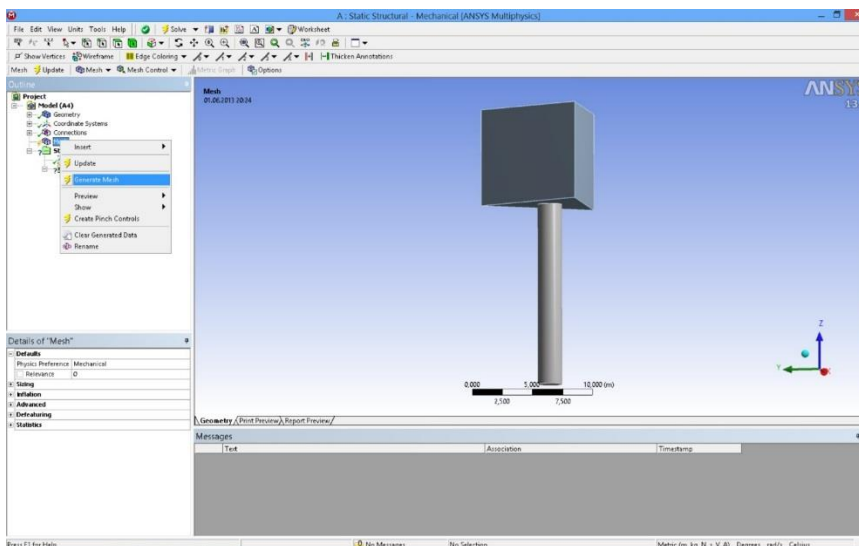 A : Static Structural - Mechanical [ANSYS Multiphysics]
File Edit View Units Tools Help Solve Worksheet
Edge Coloring Thicken Annotations
Show Vertices Wireframe
Mesh Update Mesh Mesh Control Metric Graph Options
Outline
Project
Model (A4)
Geometry
Coordinate Systems
Connections
Insert
Update
Generate Mesh
Preview
Show
Create Pinch Controls
Clear Generated Data
Rename
Mesh
01.06.2013 20:24
ANSYS
Z
Y
X
0,000 5,000 10,000 (m)
2,500 7,500
Geometry Print Preview Report Preview
Details of "Mesh"
Defaults
Physics Preference Mechanical
Relevance 0
Sizing
Inflation
Advanced
Defeaturing
Statistics
Messages
Text Association Timestamp
Press F1 for Help No Messages No Selection Metric (m, kg, N, s, V, A) Degrees rad/s Celsius